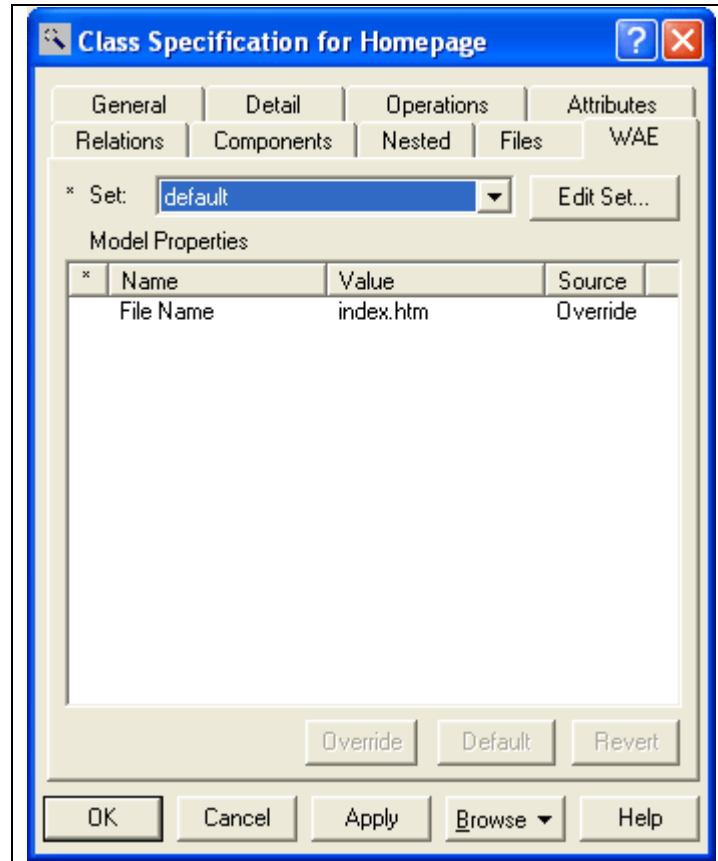 Class Specification for Homepage
General Detail Operations Attributes
Relations Components Nested Files WAE
* Set: default Edit Set...
Model Properties
* Name Value Source
File Name index.htm Override
Override Default Revert
OK Cancel Apply Browse Help